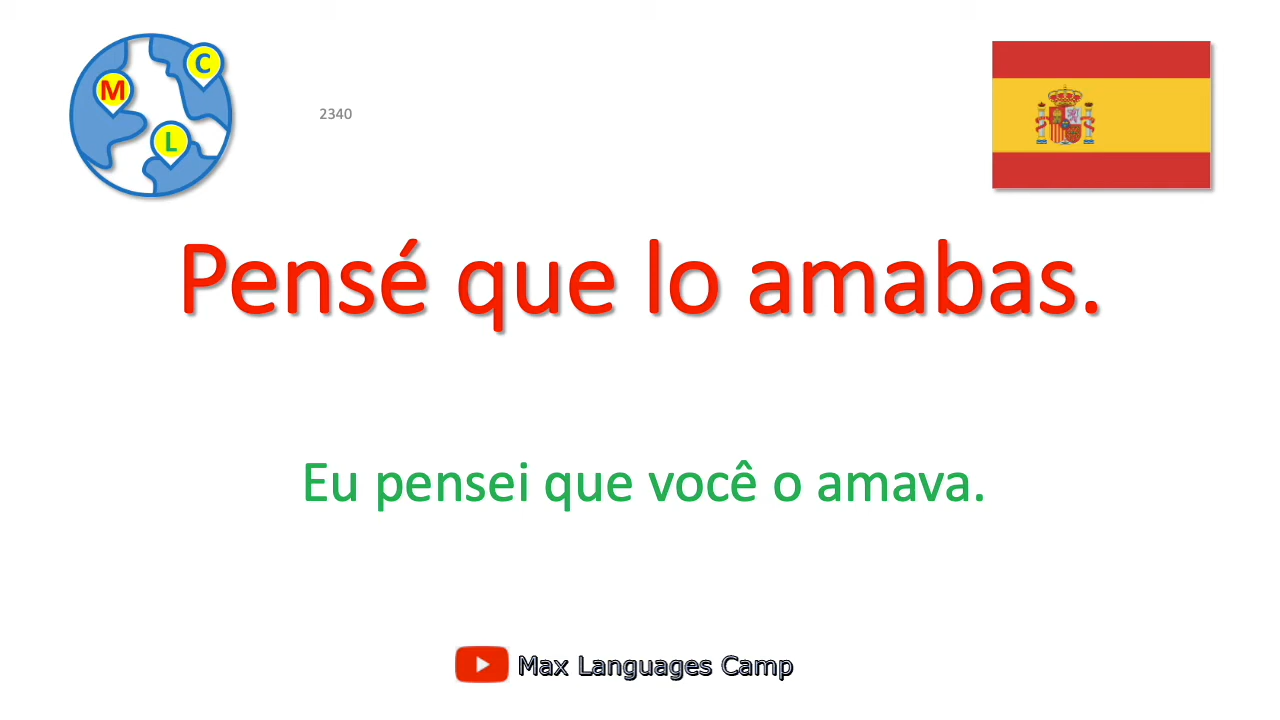 C
M
L
2340
Pensé que lo amabas.
Eu pensei que você o amava.
Max Languages Camp